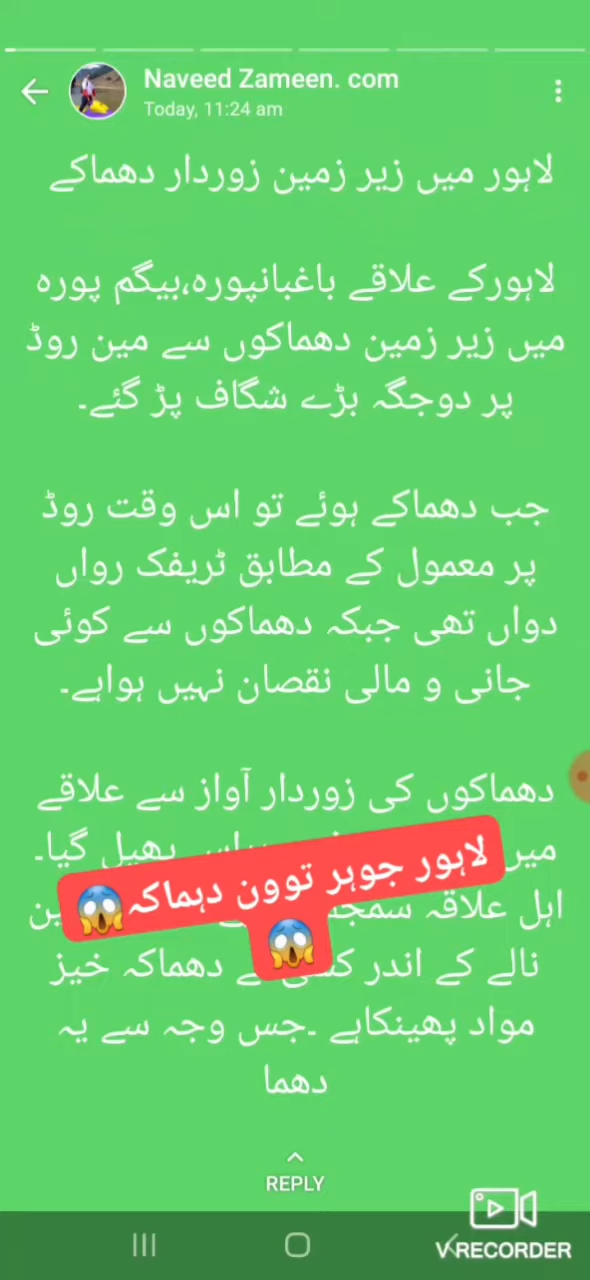 Naveed Zameen. com
Today, 11:24 am
لاہور میں زیر زمین زوردار دھماکے
لاہورکے علاقے باغبانپورہ،بیگم پورہ
میں زیر زمین دھماکوں سے مین روڈ
پر دوجگہ بڑے شگاف پڑ گئے۔
جب دھماکے ہوئے تو اس وقت روڈ
پر معمول کے مطابق ٹریفک رواں
دواں تھی جبکہ دھماکوں سے کوئی
جانی و مالی نقصان نہیں ہواہے۔
دھماکوں کی زوردار آواز سے علاقے
میں پھیل گیا۔
لاہور جوہر توون دہماکہ😱
😱
اہل علاقہ
نالے کے اندر دھماکہ خیز
مواد پھینکاہے ۔جس وجہ سے یہ
دھما
REPLY
VRECORDER